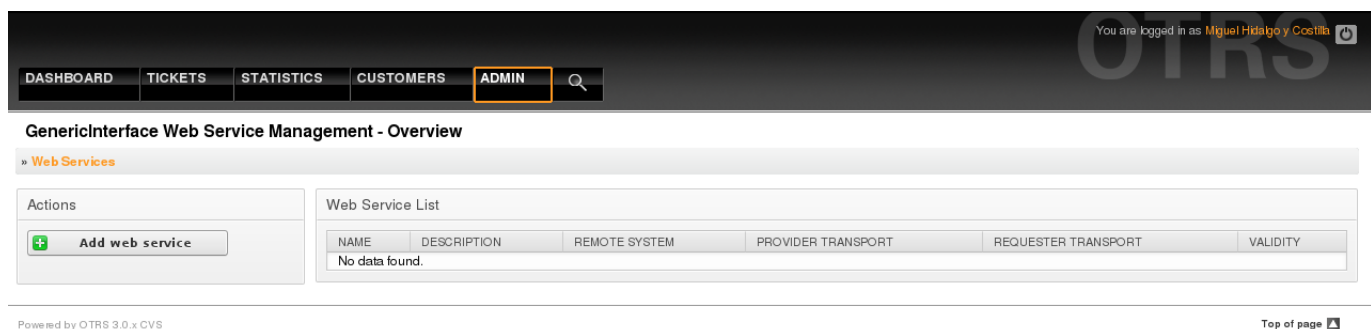 OTRS
You are logged in as Miguel Hidalgo y Costilla
DASHBOARD TICKETS STATISTICS CUSTOMERS ADMIN
GenericInterface Web Service Management - Overview
» Web Services
Actions
Add web service
Web Service List
NAME DESCRIPTION REMOTE SYSTEM PROVIDER TRANSPORT REQUESTER TRANSPORT VALIDITY
No data found.
Powered by OTRS 3.0.x CVS
Top of page